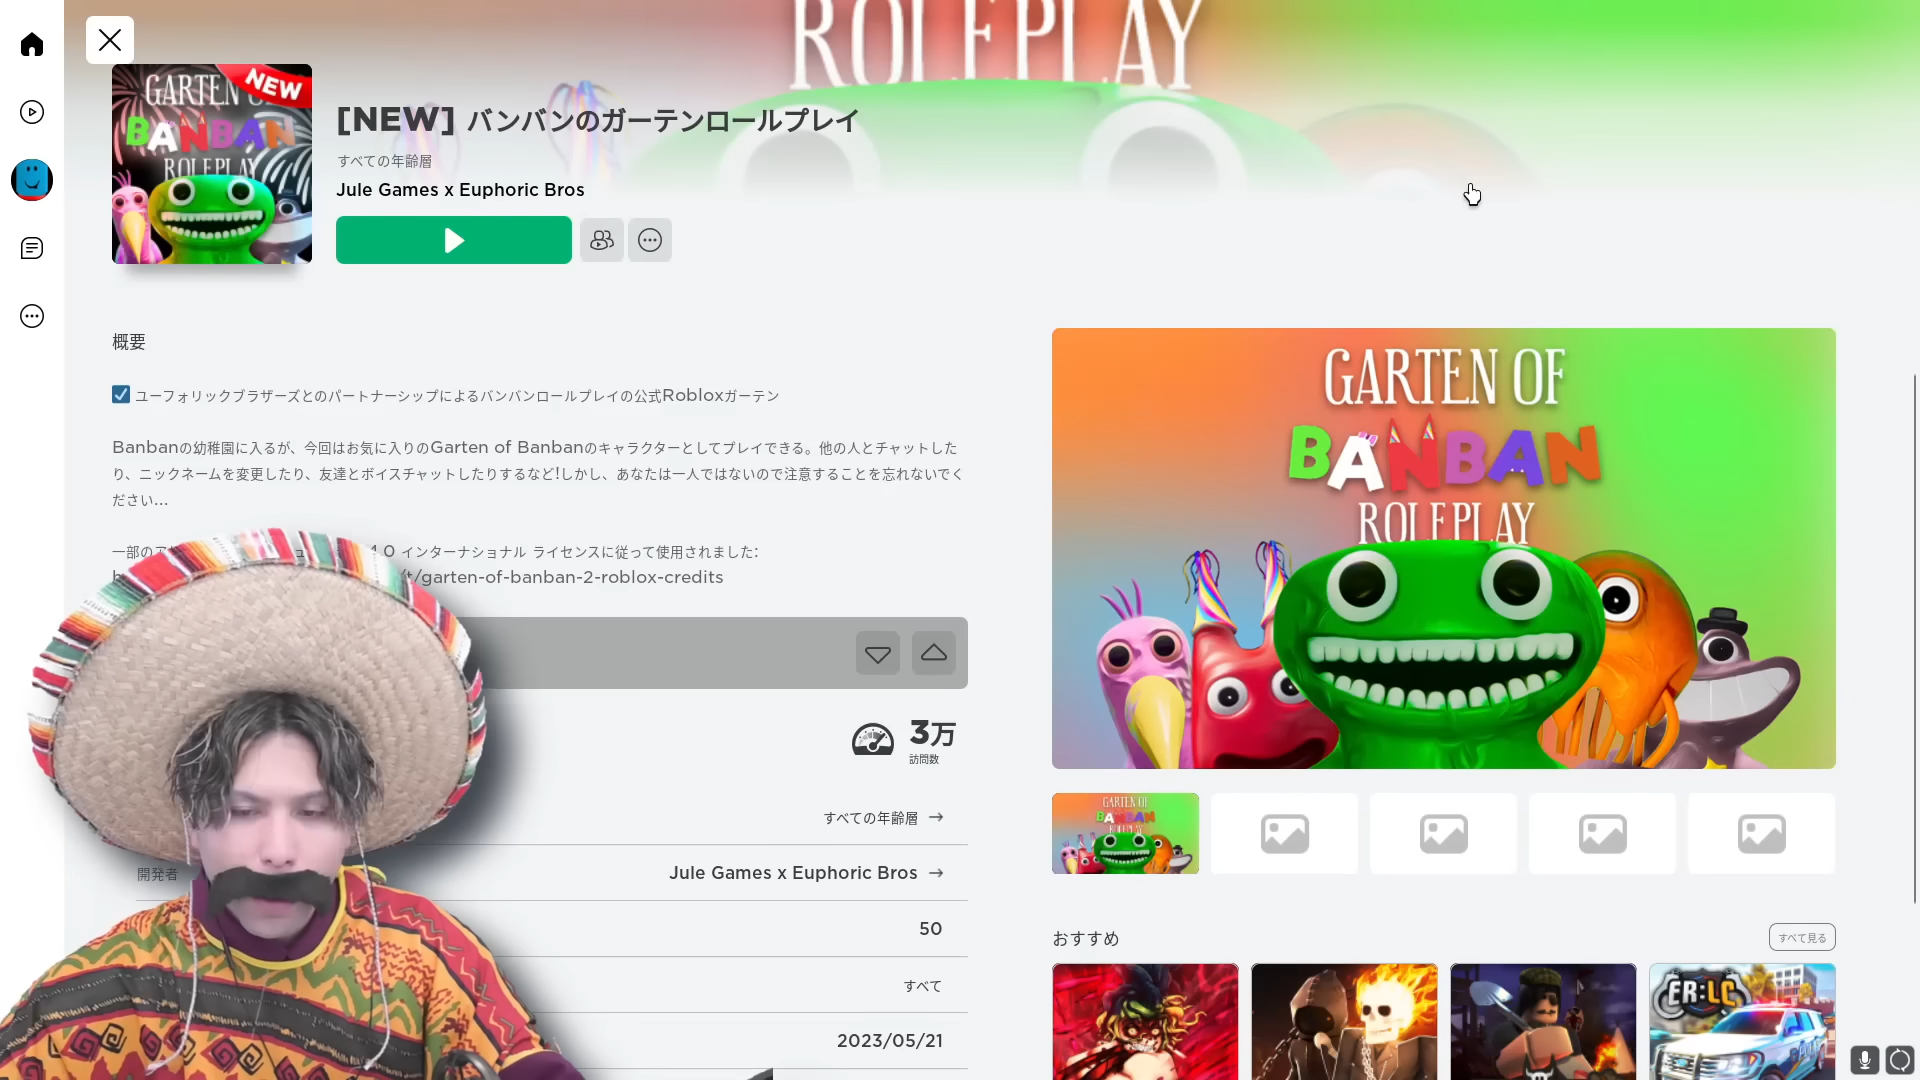 ROLEPLAY
GARTEN OF
NEW
BANBAN
ROLEPLAY
[NEW] バンバンのガーテンロールプレイ
すべての年齢層
Jule Games x Euphoric Bros
概要
ユーフォリックブラザーズとのパートナーシップによるバンバンロールプレイの公式Robloxガーテン
Banbanの幼稚園に入るが、今回はお気に入りのGarten of Banbanのキャラクターとしてプレイできる。他の人とチャットした
り、ニックネームを変更したり、友達とボイスチャットしたりするなど!しかし、あなたは一人ではないので注意することを忘れないでく
ださい...
一部の
4.0 インターナショナル ライセンスに従って使用されました:
/garten-of-banban-2-roblox-credits
3万
訪問数
すべての年齢層
開発者
Jule Games x Euphoric Bros
50
すべて
2023/05/21
GARTEN OF
BANBAN
ROLEPLAY
GARTEN OF
BANBAN
ROLEPLAY
おすすめ
すべて見る
ER:LC